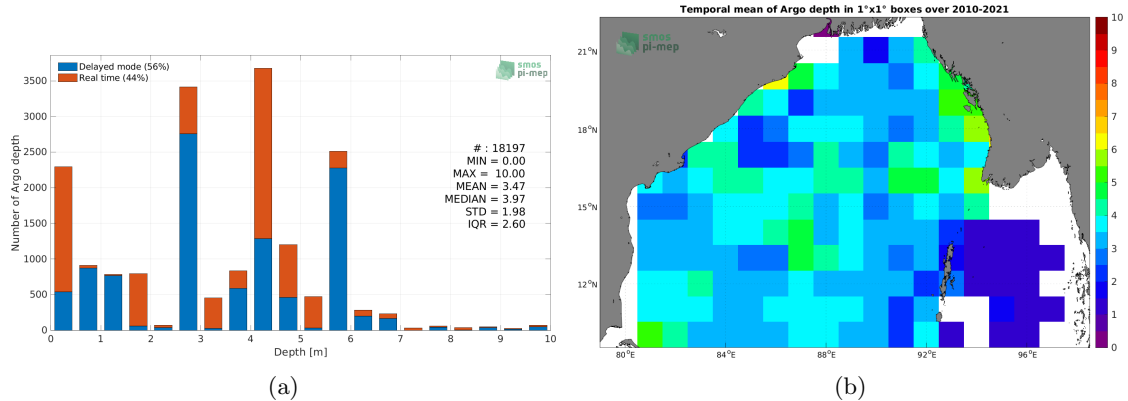 Delayed mode (56%)
Real time (44%)
smos
pi-mep
Number of Argo depth
3500
3000
2500
2000
1500
1000
500
0
# : 18197
MIN = 0.00
MAX = 10.00
MEAN = 3.47
MEDIAN = 3.97
STD = 1.98
IQR = 2.60
0 1 2 3 4 5 6 7 8 9 10
Depth [m]
(a)
Temporal mean of Argo depth in 1°x1° boxes over 2010-2021
smos
pi-mep
21°N
18°N
15°N
12°N
80°E 84°E 88°E 92°E 96°E
10
9
8
7
6
5
4
3
2
1
0
(b)